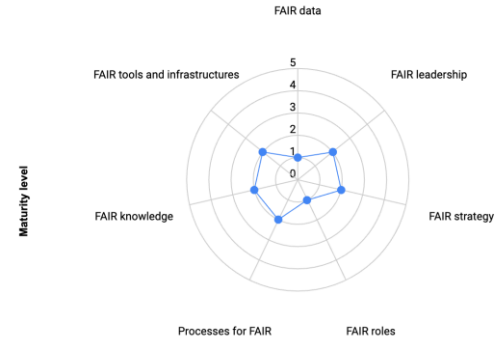 FAIR data
5
FAIR tools and infrastructures
FAIR leadership
4
3
2
1
0
Maturity level
FAIR knowledge
FAIR strategy
Processes for FAIR
FAIR roles